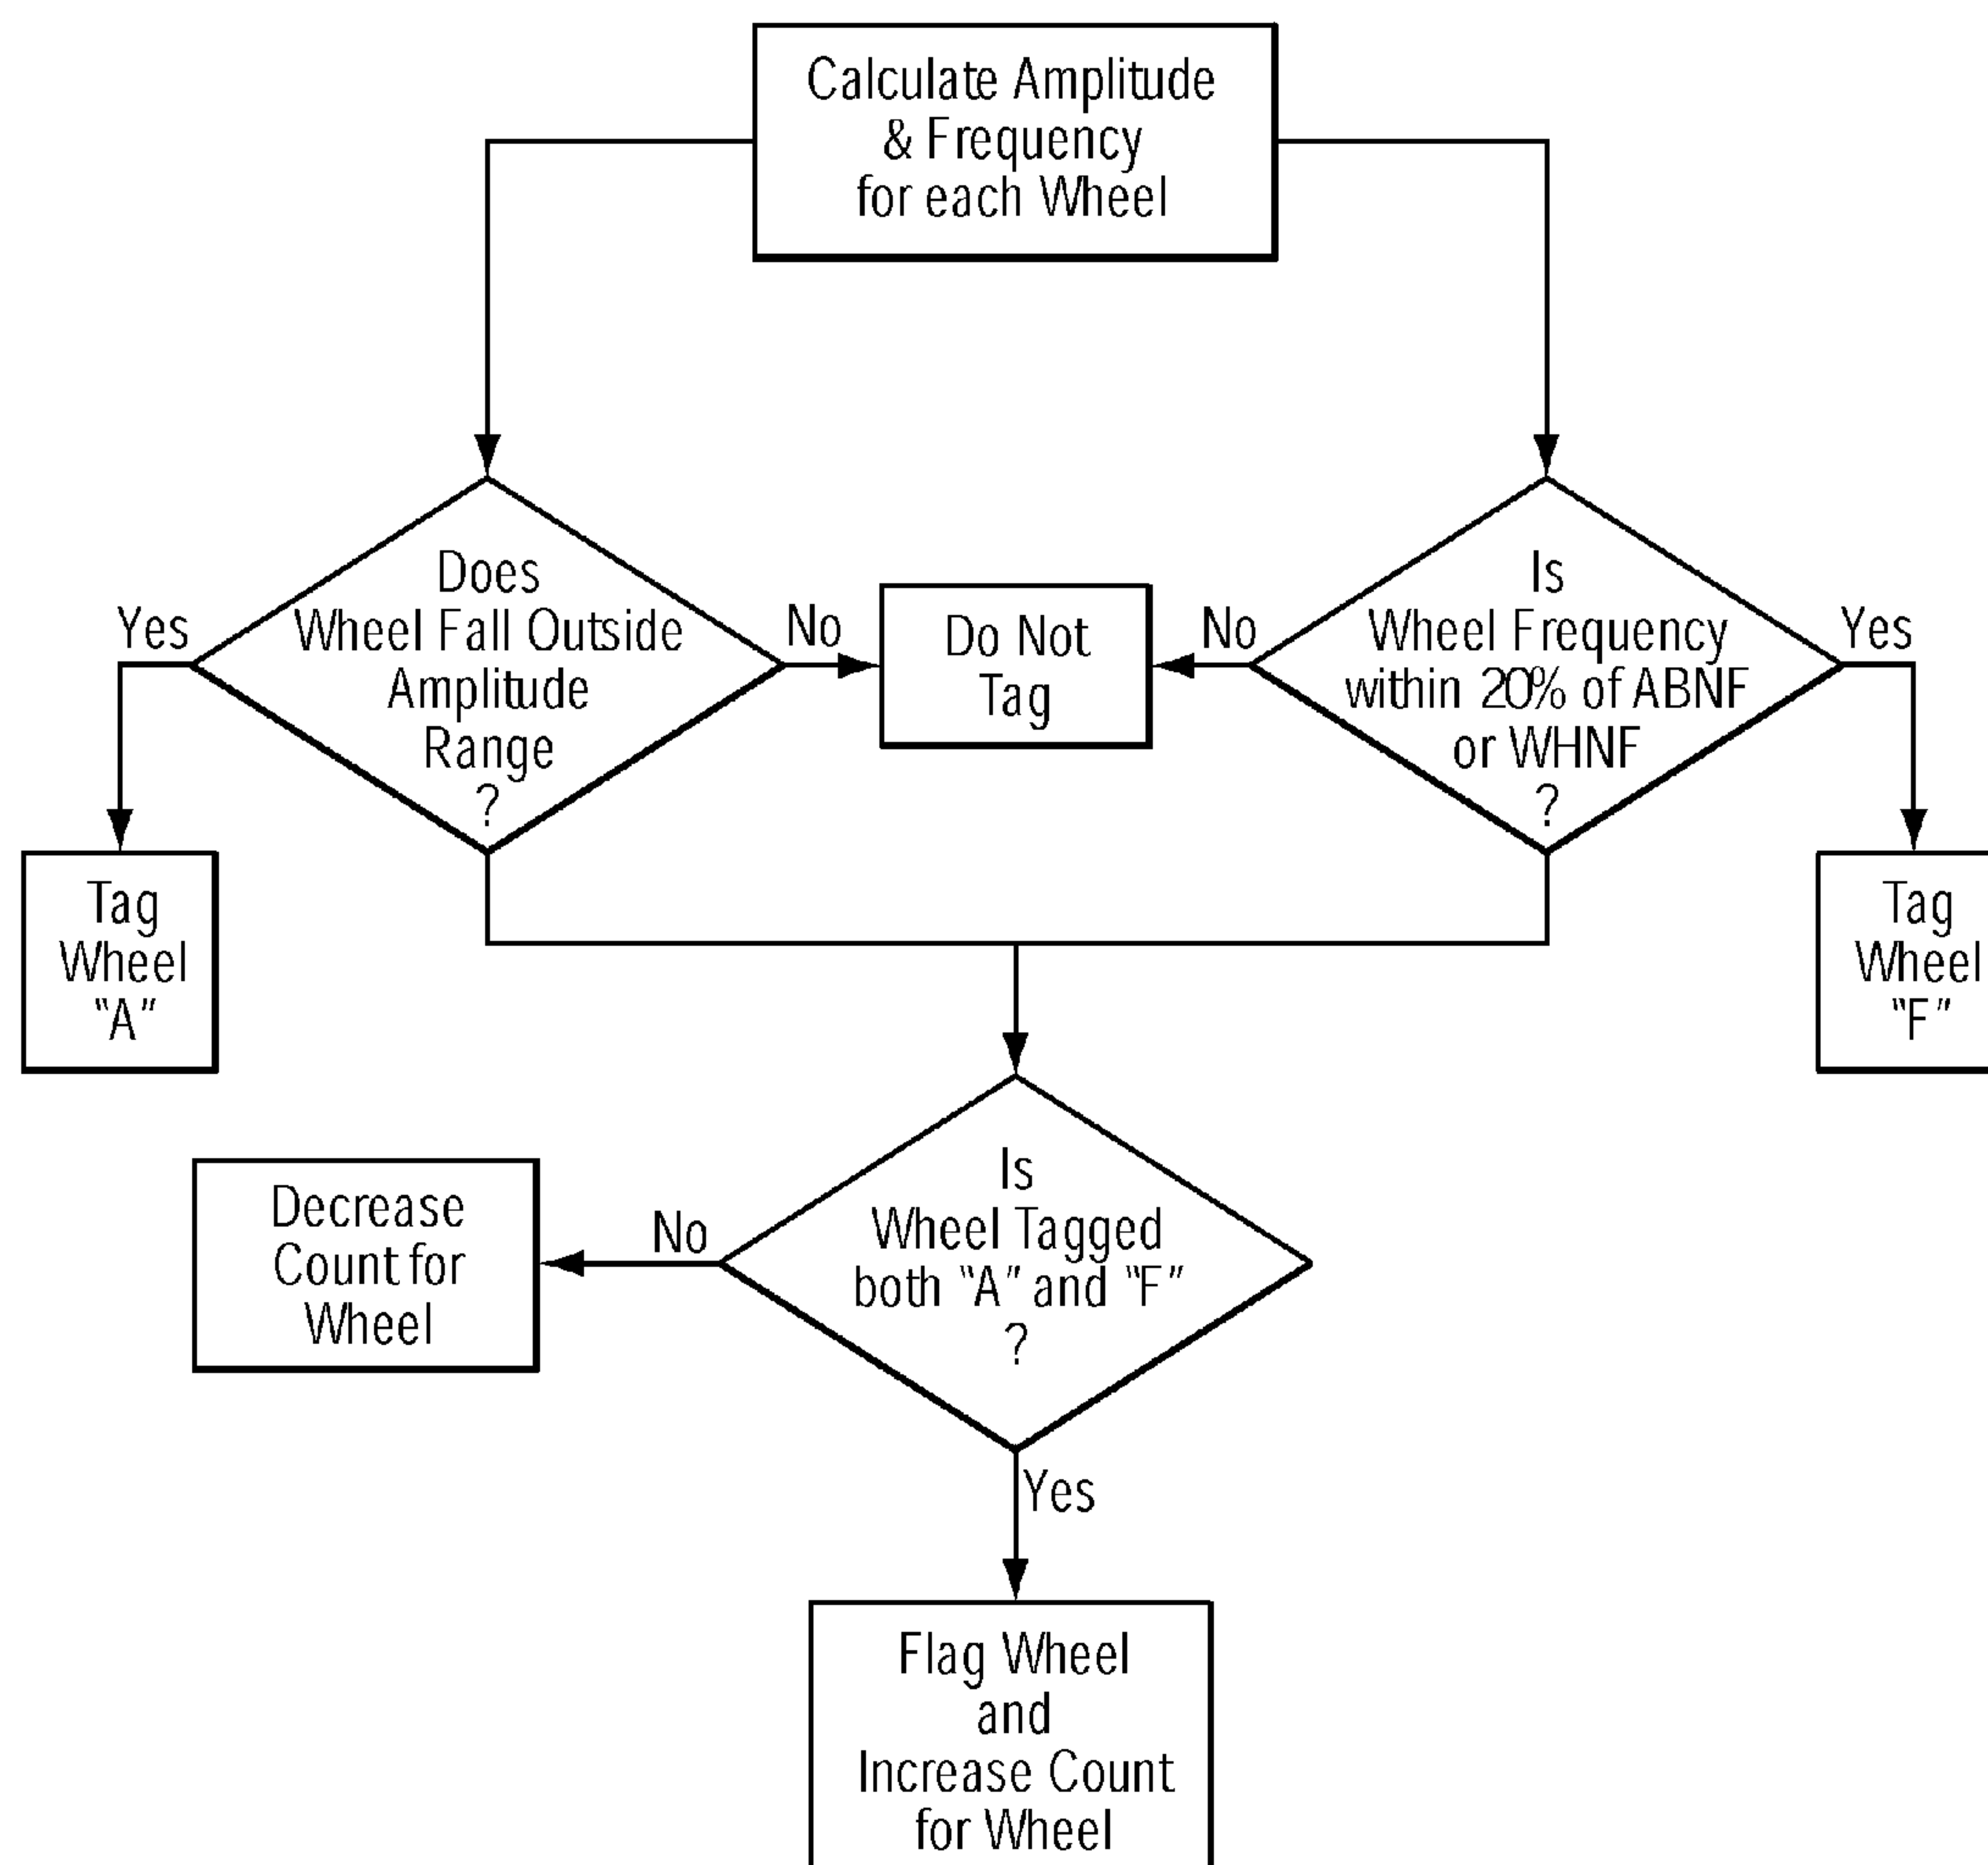 Calculate Amplitude
& Frequency
for each Wheel
Does
Wheel Fall Outside
Amplitude
Range
?
Yes
No
Do Not
Tag
No
Is
Wheel Frequency
within 20% of ABNF
or WHNF
?
Yes
Tag
Wheel
"A"
Tag
Wheel
"F"
Is
Wheel Tagged
both "A" and "F"
?
No
Decrease
Count for
Wheel
Yes
Flag Wheel
and
Increase Count
for Wheel